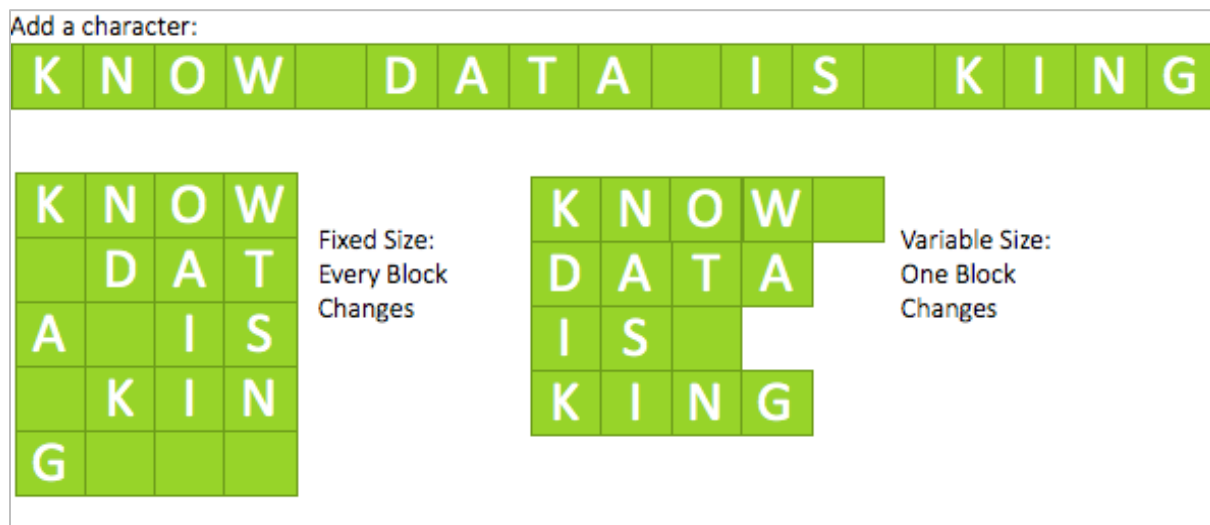 Add a character:
K N O W D A T A I S K I N G
K N O W
D A T
A I S
K I N
G
Fixed Size:
Every Block
Changes
K N O W
D A T A
I S
K I N G
Variable Size:
One Block
Changes